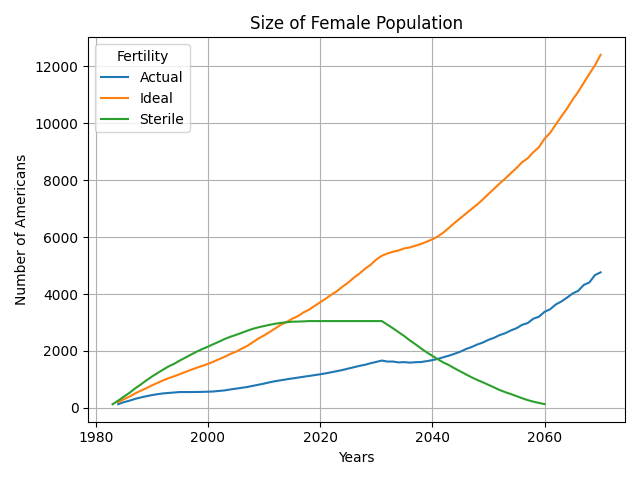 Size of Female Population
Fertility
Actual
Ideal
Sterile
12000
10000
8000
6000
4000
2000
0
Number of Americans
1980
2000
2020
2040
2060
Years